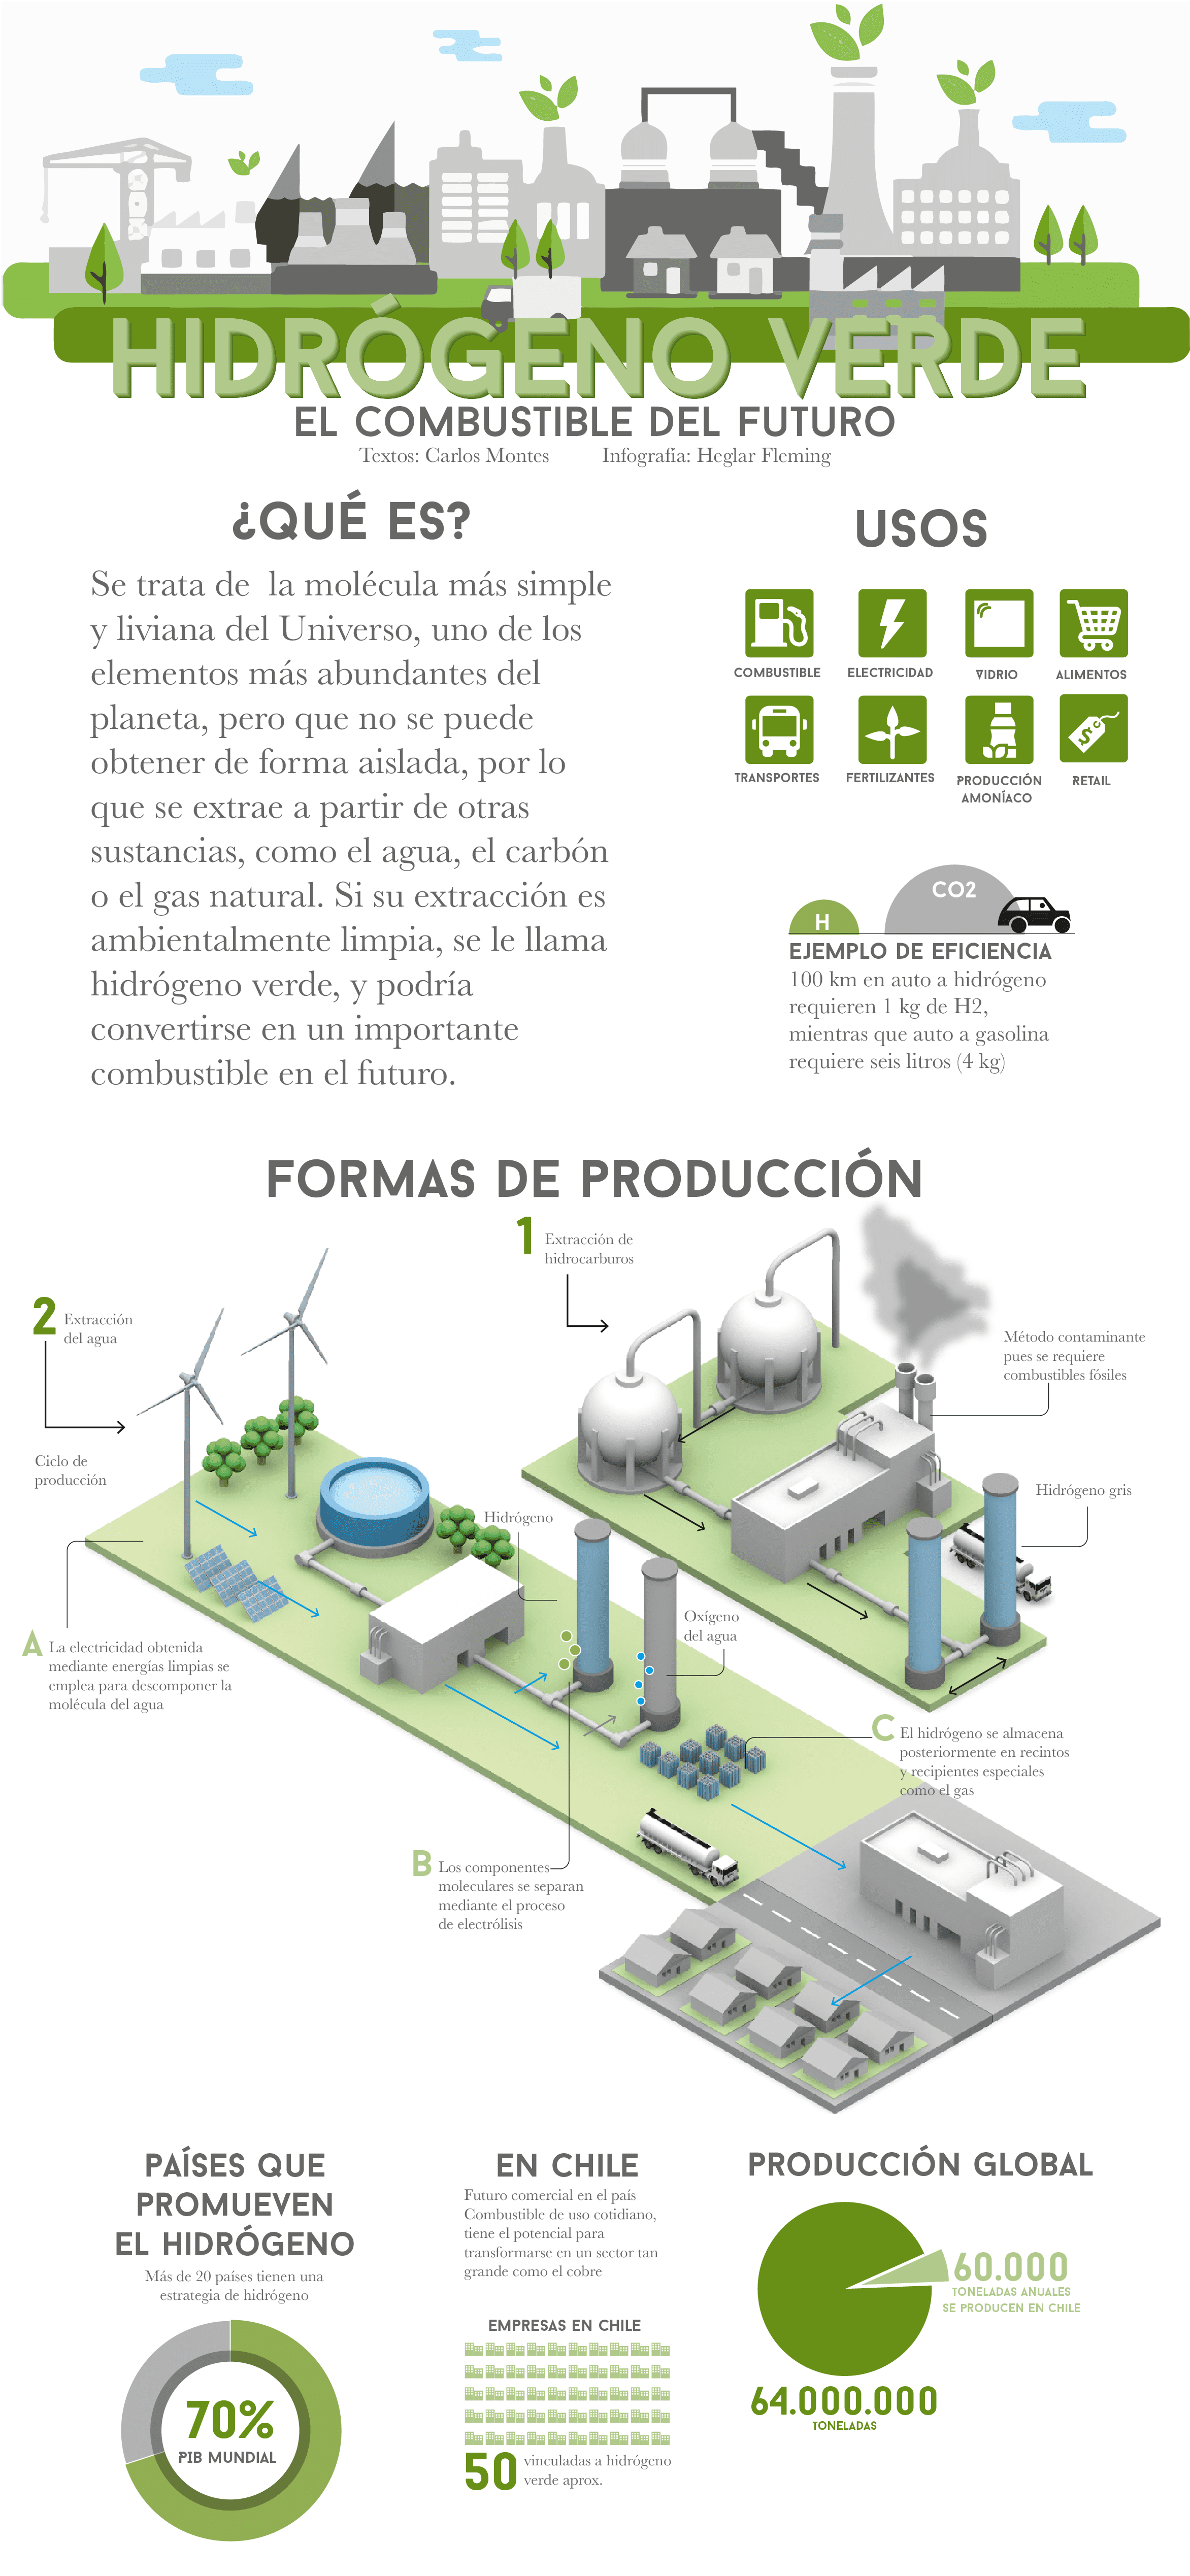 HIDRÓGENO VERDE
EL COMBUSTIBLE DEL FUTURO
Textos: Carlos Montes
Infografía: Heglar Fleming
¿QUÉ ES?
Se trata de la molécula más simple
y liviana del Universo, uno de los
elementos más abundantes del
planeta, pero que no se puede
obtener de forma aislada, por lo
que se extrae a partir de otras
sustancias, como el agua, el carbón
o el gas natural. Si su extracción es
ambientalmente limpia, se le llama
hidrógeno verde, y podría
convertirse en un importante
combustible en el futuro.
USOS
COMBUSTIBLE
ELECTRICIDAD
VIDRIO
ALIMENTOS
TRANSPORTES
FERTILIZANTES
PRODUCCIÓN
AMONÍACO
$
RETAIL
H
CO2
EJEMPLO DE EFICIENCIA
100 km en auto a hidrógeno
requieren 1 kg de H2,
mientras que auto a gasolina
requiere seis litros (4 kg)
FORMAS DE PRODUCCIÓN
1
Extracción de
hidrocarburos
2
Extracción
del agua
Método contaminante
pues se requiere
combustibles fósiles
Ciclo de
producción
Hidrógeno gris
Hidrógeno
Oxígeno
del agua
A
La electricidad obtenida
mediante energías limpias se
emplea para descomponer la
molécula del agua
C
El hidrógeno se almacena
posteriormente en recintos
y recipientes especiales
como el gas
B
Los componentes
moleculares se separan
mediante el proceso
de electrólisis
PAÍSES QUE
PROMUEVEN
EL HIDRÓGENO
Más de 20 países tienen una
estrategia de hidrógeno
70%
PIB MUNDIAL
EN CHILE
Futuro comercial en el país
Combustible de uso cotidiano,
tiene el potencial para
transformarse en un sector tan
grande como el cobre
EMPRESAS EN CHILE
50
vinculadas a hidrógeno
verde aprox.
PRODUCCIÓN GLOBAL
60.000
TONELADAS ANUALES
SE PRODUCEN EN CHILE
64.000.000
TONELADAS